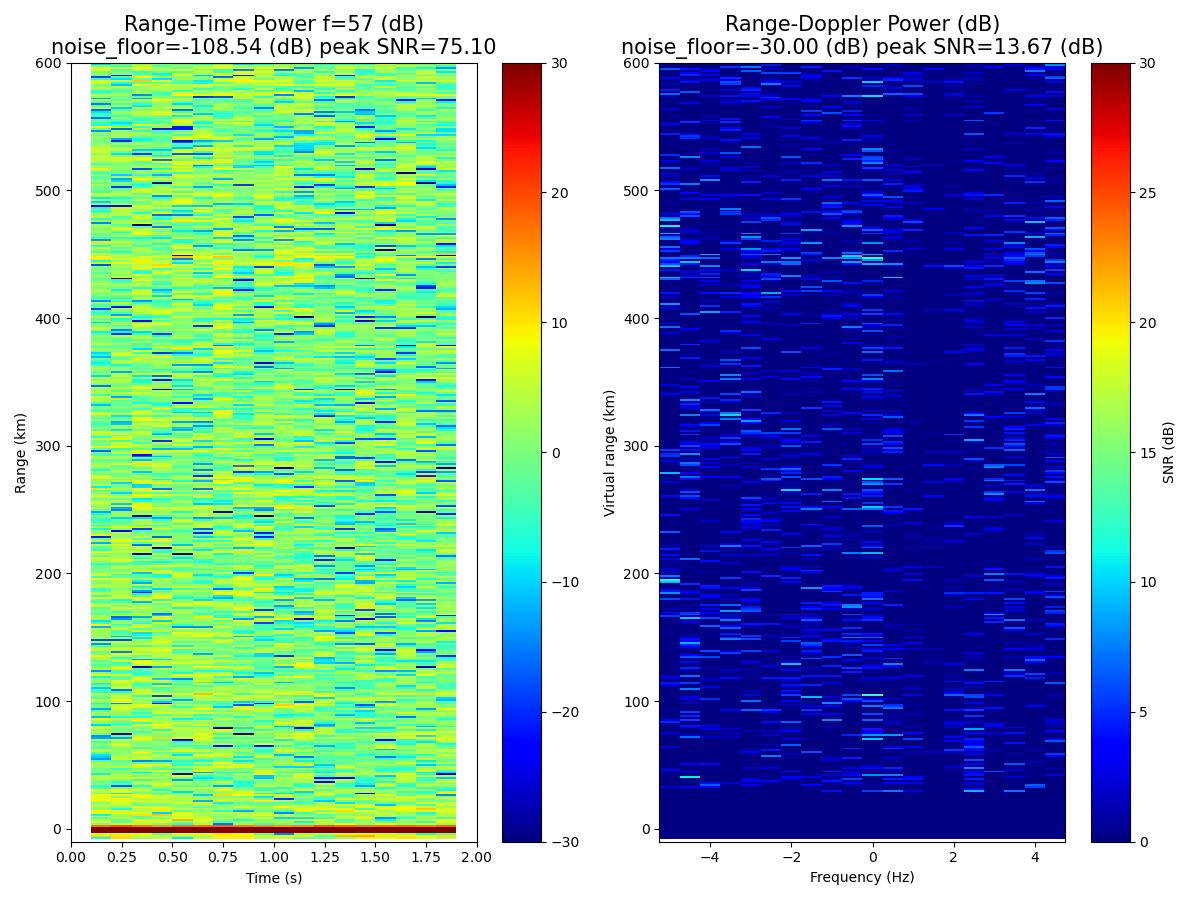 Range-Time Power f=57 (dB)
noise_floor=-108.54 (dB) peak SNR=75.10
Range-Doppler Power (dB)
noise_floor=-30.00 (dB) peak SNR=13.67 (dB)
600
500
400
300
200
100
0
Range (km)
0.00 0.25 0.50 0.75 1.00 1.25 1.50 1.75 2.00
Time (s)
30
20
10
0
−10
−20
−30
600
500
400
300
200
100
0
Virtual range (km)
−4 −2 0 2 4
Frequency (Hz)
30
25
20
15
10
5
0
SNR (dB)